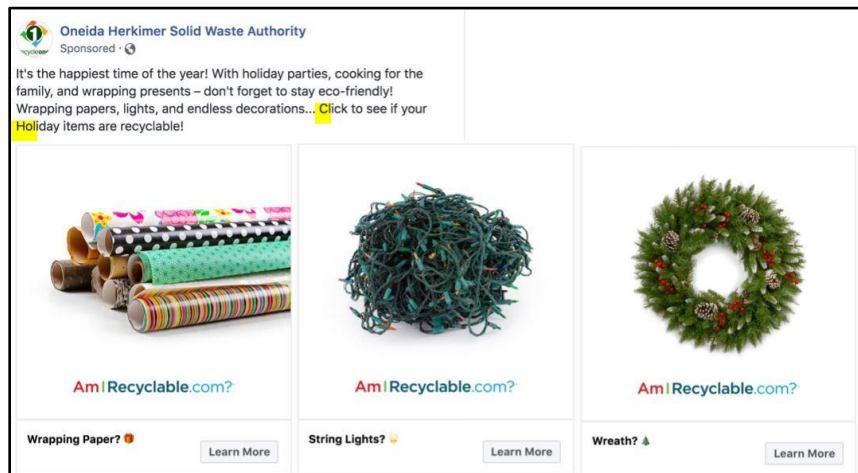 Oneida Herkimer Solid Waste Authority
Sponsored ·
It's the happiest time of the year! With holiday parties, cooking for the
family, and wrapping presents – don't forget to stay eco-friendly!
Wrapping papers, lights, and endless decorations... Click to see if your
Holiday items are recyclable!
AmIRecyclable.com?
AmIRecyclable.com?
AmIRecyclable.com?
Wrapping Paper? 🎁
Learn More
String Lights? 💡
Learn More
Wreath? 🌲
Learn More